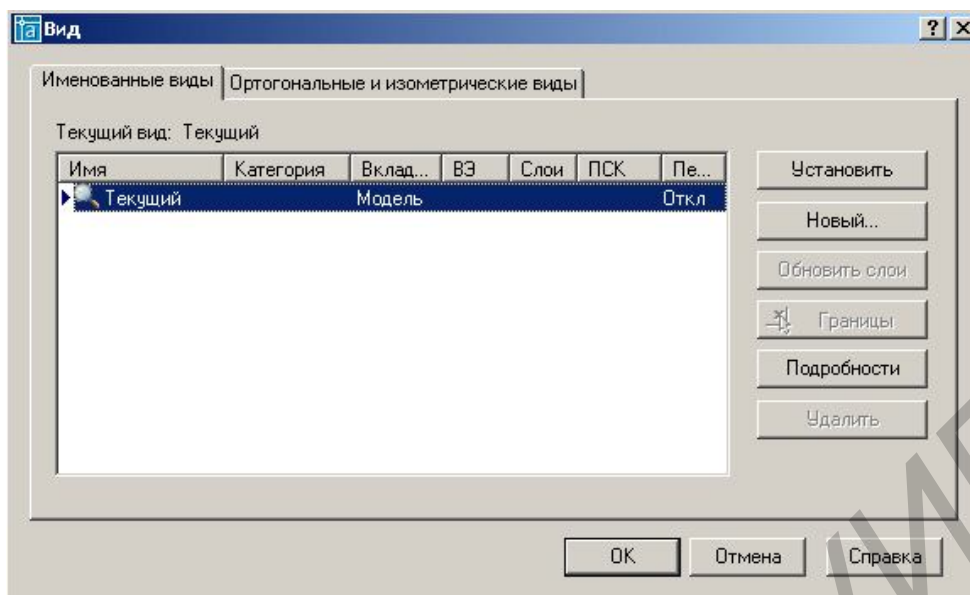 Вид
Именованные виды Ортогональные и изометрические виды
Текущий вид: Текущий
Имя Категория Вклад... ВЭ Слои ПСК Пе...
Текущий Модель Откл
Установить
Новый...
Обновить слои
Границы
Подробности
Удалить
OK Отмена Справка